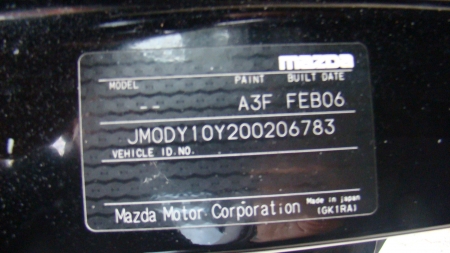 mazda
MODEL PAINT BUILT DATE
-- A3F FEB06
JM0DY10Y200206783
VEHICLE ID.NO.
Mazda Motor Corporation Made in japan
(GK1RA)